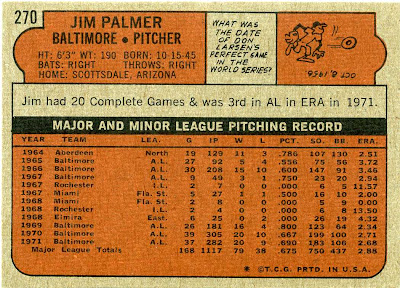 270
JIM PALMER
BALTIMORE • PITCHER
HT: 6'3" WT: 190 BORN: 10-15-45
BATS: RIGHT THROWS: RIGHT
HOME: SCOTTSDALE, ARIZONA
WHAT WAS
THE DATE
OF DON
LARSEN'S
PERFECT GAME
IN THE
WORLD SERIES?
OCT. 8, 1956
Jim had 20 Complete Games & was 3rd in AL in ERA in 1971.
MAJOR AND MINOR LEAGUE PITCHING RECORD
YEAR TEAM LEA. G IP W L PCT. SO. BB. ERA.
1964 Aberdeen North 19 129 11 3 .786 107 130 2.51
1965 Baltimore A.L. 27 92 5 4 .556 75 56 3.72
1966 Baltimore A.L. 30 208 15 10 .600 147 91 3.46
1967 Baltimore A.L. 9 49 3 1 .750 23 20 2.94
1967 Rochester I.L. 2 7 0 0 .000 6 5 11.57
1967 Miami Fla. St. 5 27 1 1 .500 16 10 2.00
1968 Miami Fla. St. 2 8 0 0 .000 5 9 0.00
1968 Rochester I.L. 2 4 0 .000 6 8 13.50
1968 Elmira East. 6 25 0 2 .000 26 19 4.32
1969 Baltimore A.L. 26 181 16 4 .800 123 64 2.34
1970 Baltimore A.L. 39 305 20 10 .667 199 100 2.71
1971 Baltimore A.L. 37 282 20 9 .690 183 106 2.68
Major League Totals 168 1117 79 38 .675 750 437 2.88
* © T.C.G. PRTD. IN U.S.A.